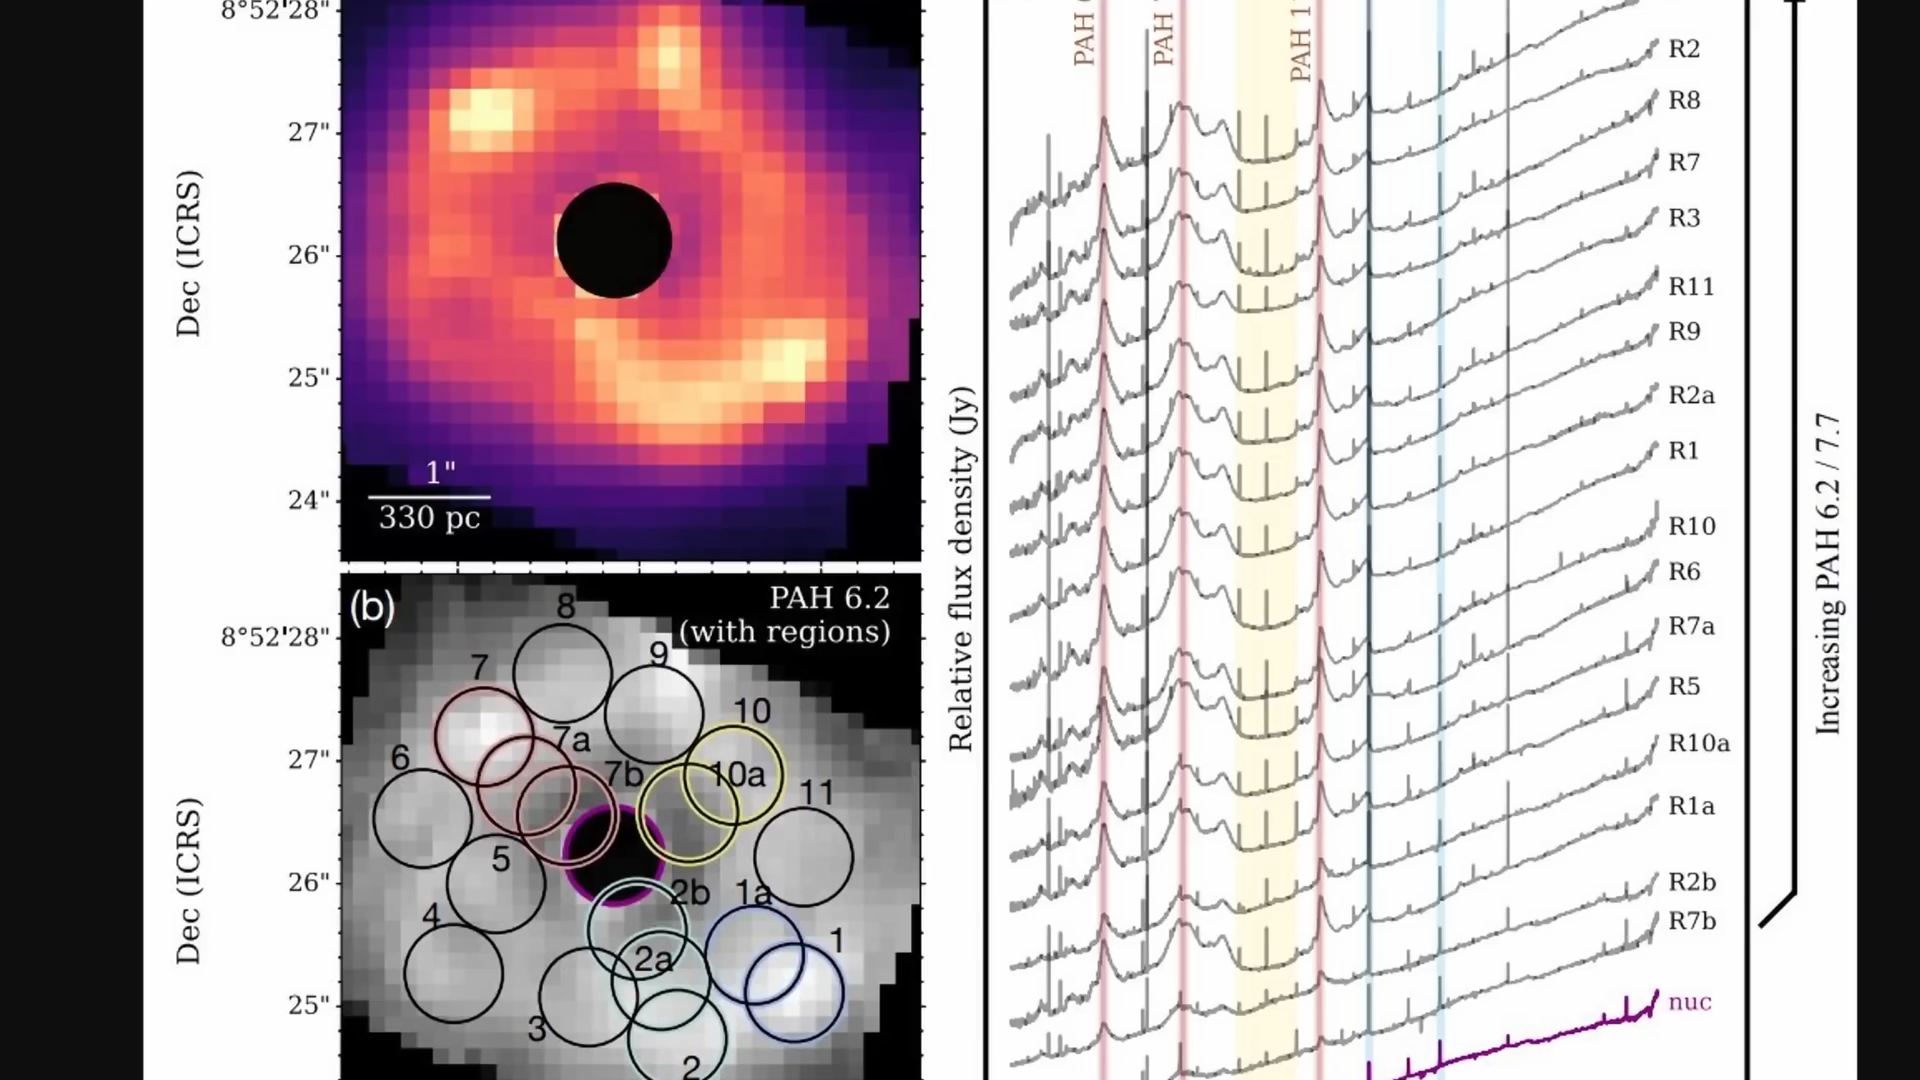 8°52'28"
27"
26"
25"
24"
Dec (ICRS)
1"
330 pc
(b)
PAH 6.2
(with regions)
8°52'28"
27"
26"
25"
Dec (ICRS)
8
7
9
7a
10
6
7b
10a
11
5
2b
1a
4
1
2a
3
2
Relative flux density (Jy)
PAH
PAH
PAH 1
R2
R8
R7
R3
R11
R9
R2a
R1
R10
R6
R7a
R5
R10a
R1a
R2b
R7b
nuc
Increasing PAH 6.2 / 7.7